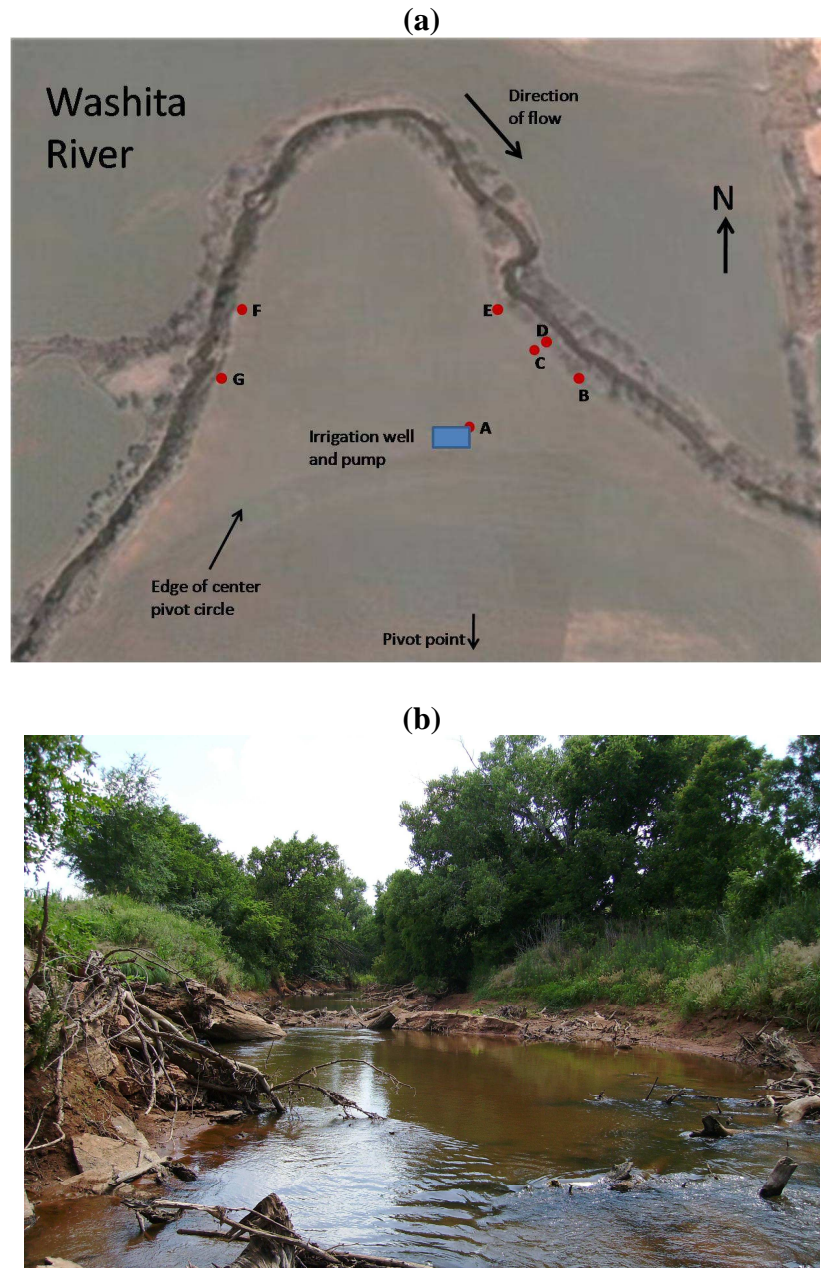 (a)
Washita
River
Direction
of flow
N
F
E
D
C
G
B
A
Irrigation well
and pump
Edge of center
pivot circle
Pivot point
(b)